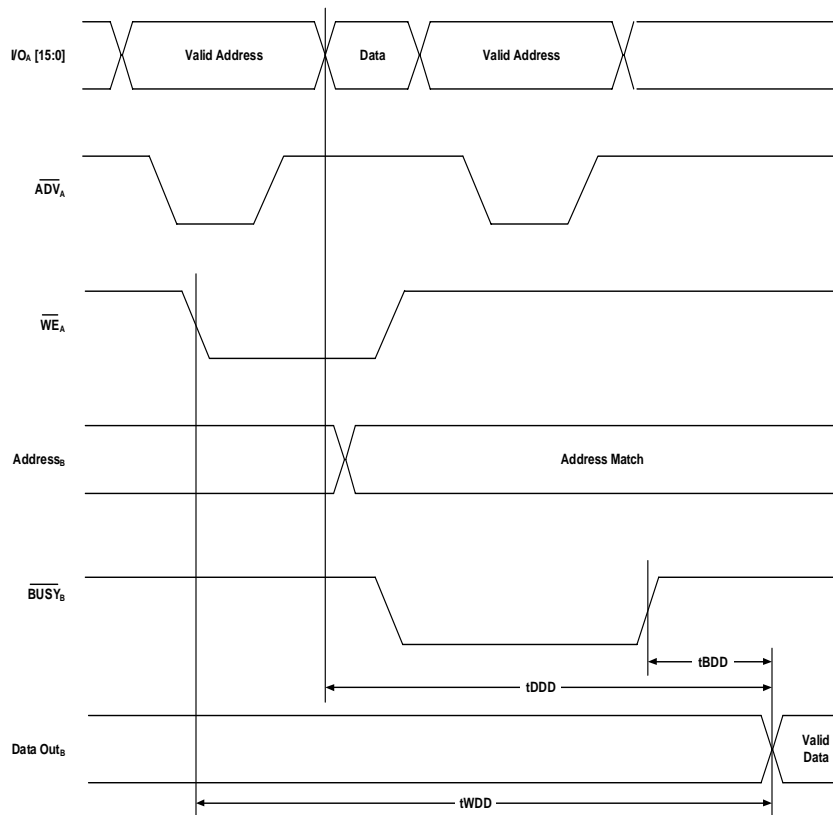 I/OA [15:0]
Valid Address
Data
Valid Address
ADVA
WEA
AddressB
Address Match
BUSYB
tBDD
tDDD
Data OutB
Valid
Data
tWDD